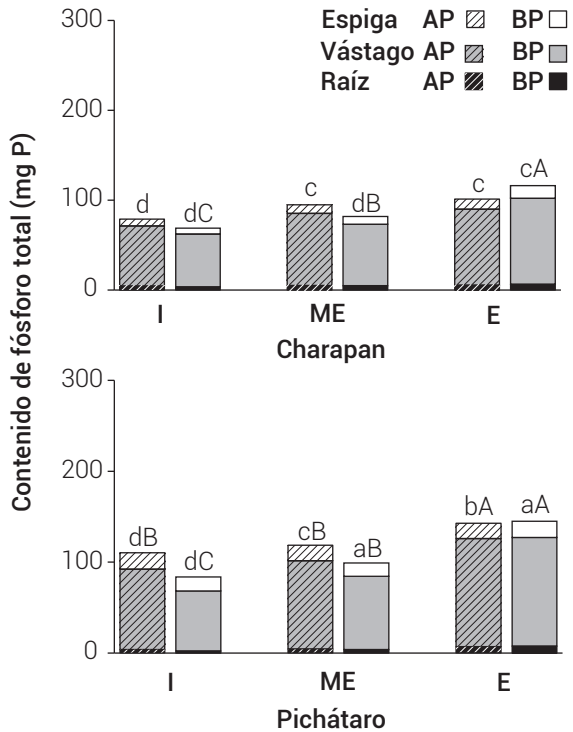 Contenido de fósforo total (mg P)
Espiga AP BP
Vástago AP BP
Raíz AP BP
300
200
100
0
d dC c dB c cA
I ME E
Charapan
300
200
100
0
dB dC cB aB bA aA
I ME E
Pichátaro